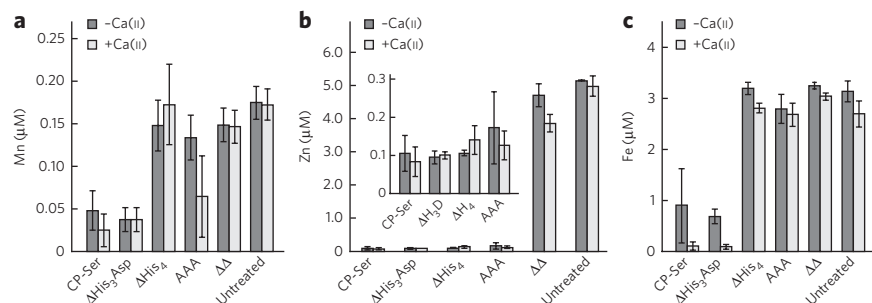 a
−Ca(II)
+Ca(II)
Mn (μM)
0.25
0.20
0.15
0.10
0.05
0
CP-Ser
ΔHis3Asp
ΔHis4
AAA
ΔΔ
Untreated
b
−Ca(II)
+Ca(II)
Zn (μM)
6.0
5.0
4.0
3.0
2.0
1.0
0.0
0.3
0.2
0.1
0
CP-Ser
ΔH3D
ΔH4
AAA
CP-Ser
ΔHis3Asp
ΔHis4
AAA
ΔΔ
Untreated
c
−Ca(II)
+Ca(II)
Fe (μM)
4
3
2
1
0
CP-Ser
ΔHis3Asp
ΔHis4
AAA
ΔΔ
Untreated